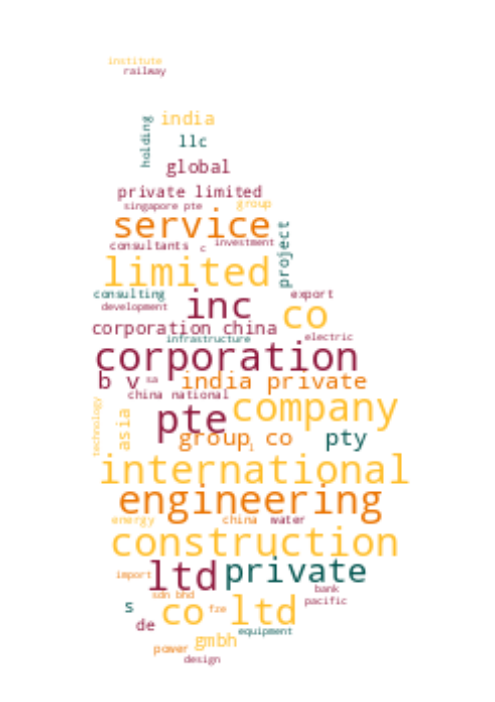 institute
railway
holding
india
llc
global
private limited
singapore pte
group
service
project
consultants
c
investment
limited
consulting
export
development
inc
co
corporation china
infrastructure
electric
corporation
b v
sa
india private
china national
technology
asia
pte
company
group co
i
pty
international
engineering
energy
china
water
construction
import
ltd
private
sdn bhd
bank
pacific
s
co
fze
ltd
de
equipment
gmbh
power
design